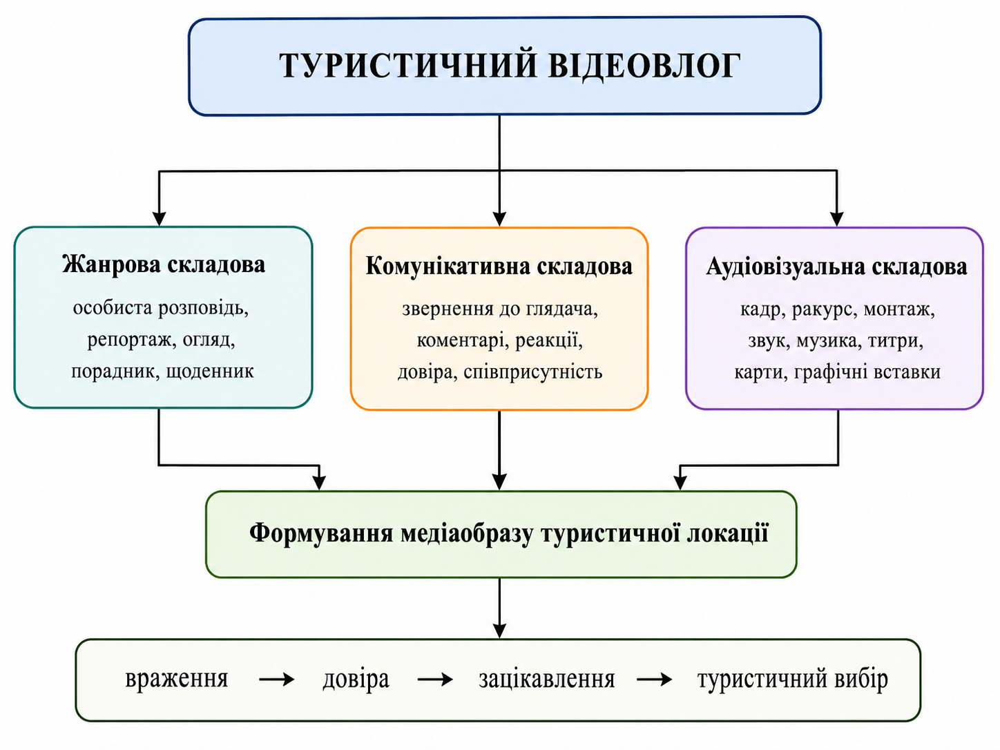 ТУРИСТИЧНИЙ ВІДЕОВЛОГ
Жанрова складова
особиста розповідь,
репортаж, огляд,
порадник, щоденник
Комунікативна складова
звернення до глядача,
коментарі, реакції,
довіра, співприсутність
Аудіовізуальна складова
кадр, ракурс, монтаж,
звук, музика, титри,
карти, графічні вставки
Формування медіаобразу туристичної локації
враження → довіра → зацікавлення → туристичний вибір